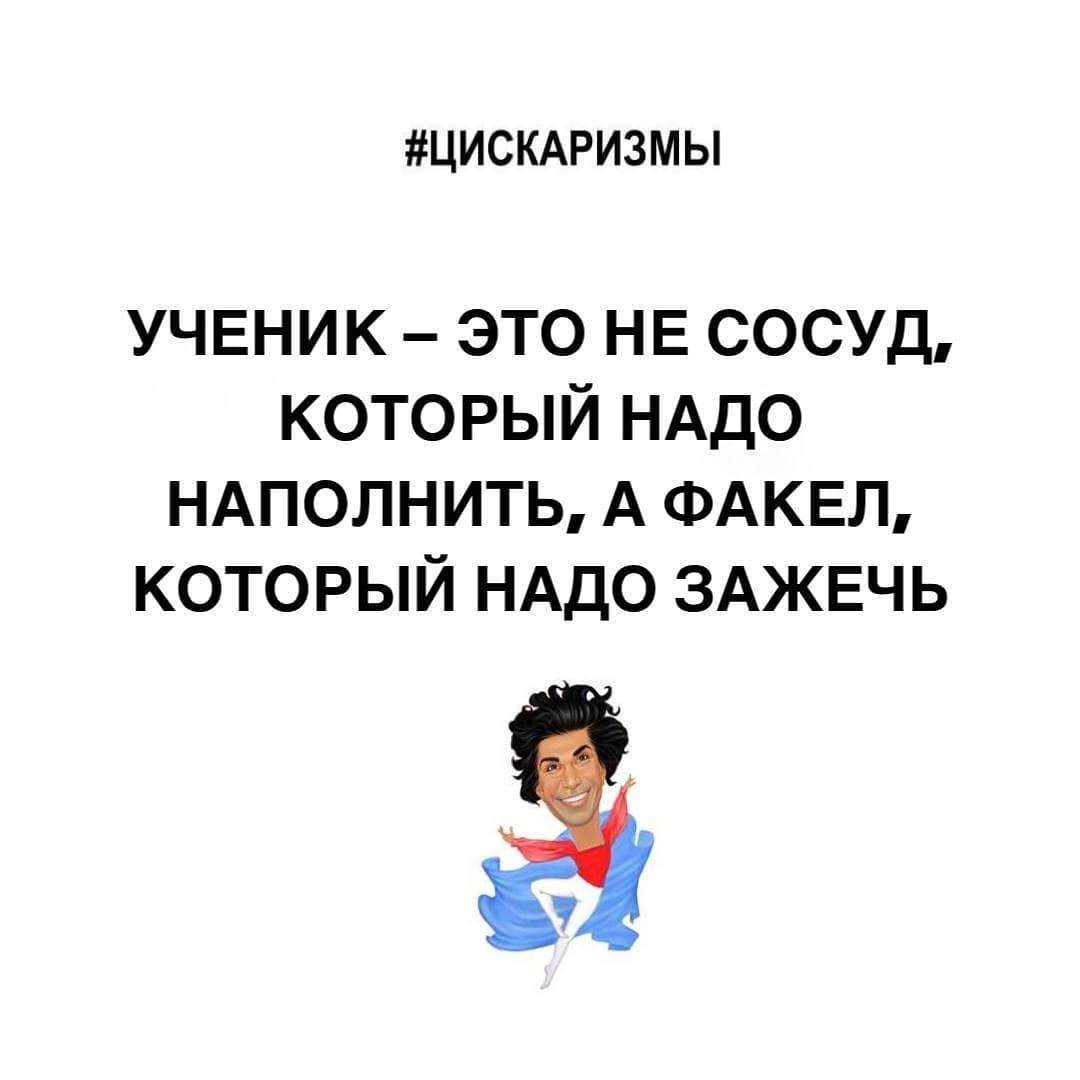 #ЦИСКАРИЗМЫ
УЧЕНИК – ЭТО НЕ СОСУД,
КОТОРЫЙ НАДО
НАПОЛНИТЬ, А ФАКЕЛ,
КОТОРЫЙ НАДО ЗАЖЕЧЬ